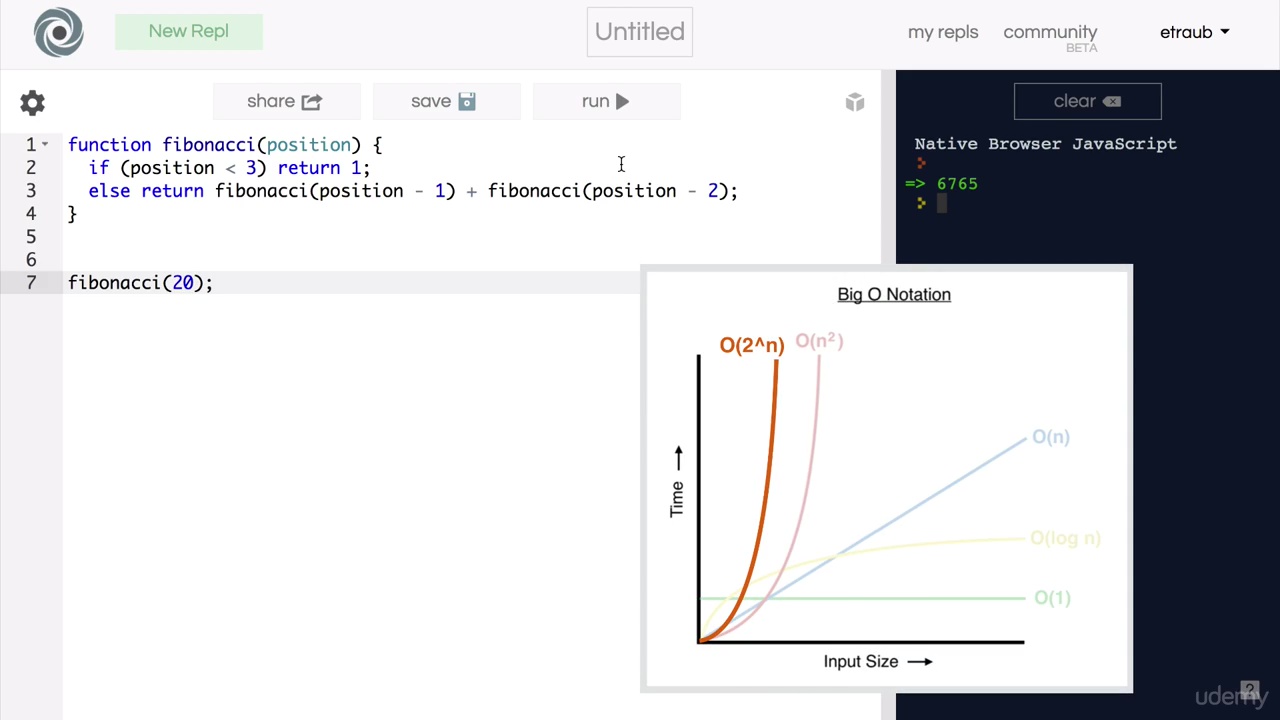 New Repl
Untitled
my repls
community
BETA
etraub
share
save
run
clear
1 function fibonacci(position) {
2 if (position < 3) return 1;
3 else return fibonacci(position - 1) + fibonacci(position - 2);
4 }
5
6
7 fibonacci(20);
Native Browser JavaScript
=> 6765
Big O Notation
O(2^n)
O(n²)
O(n)
O(log n)
O(1)
Time →
Input Size →
udemy
2